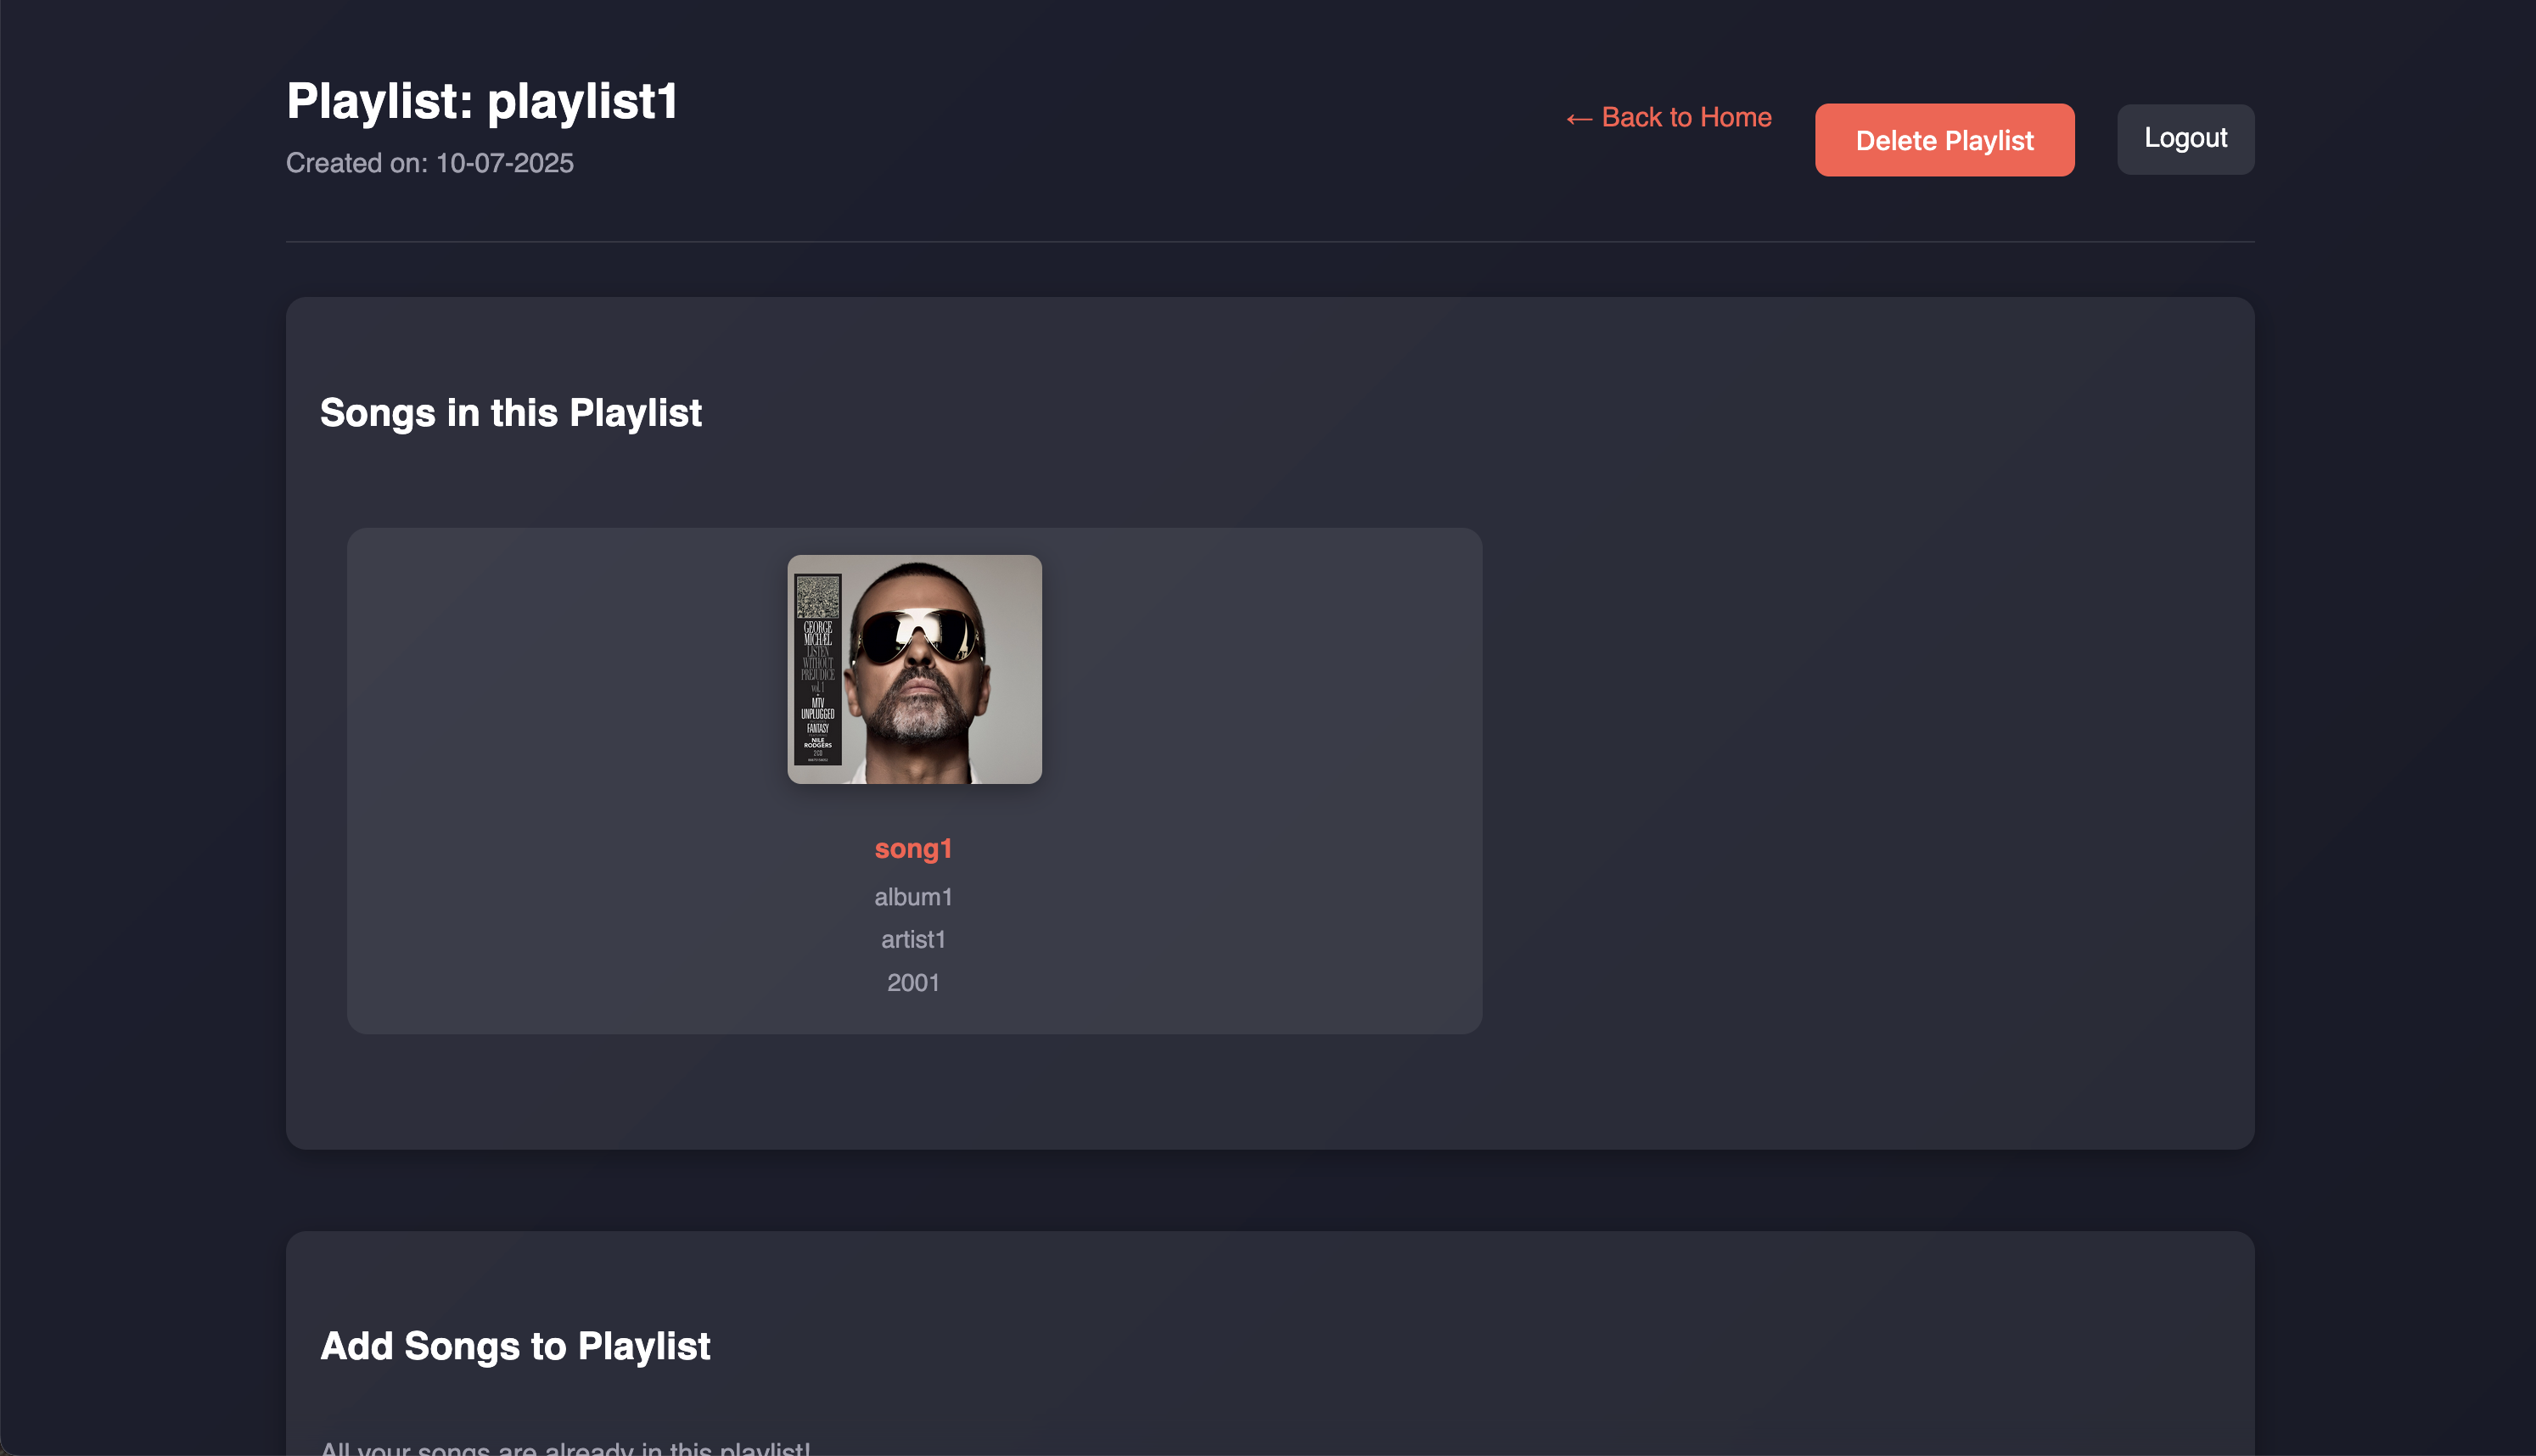 Playlist: playlist1
Created on: 10-07-2025
← Back to Home
Delete Playlist
Logout
Songs in this Playlist
GEORGE
MICHAEL
LISTEN
WITHOUT
PREJUDICE
vol.1
+
MTV
UNPLUGGED
FANTASY
NILE
RODGERS
song1
album1
artist1
2001
Add Songs to Playlist
All your songs are already in this playlist!